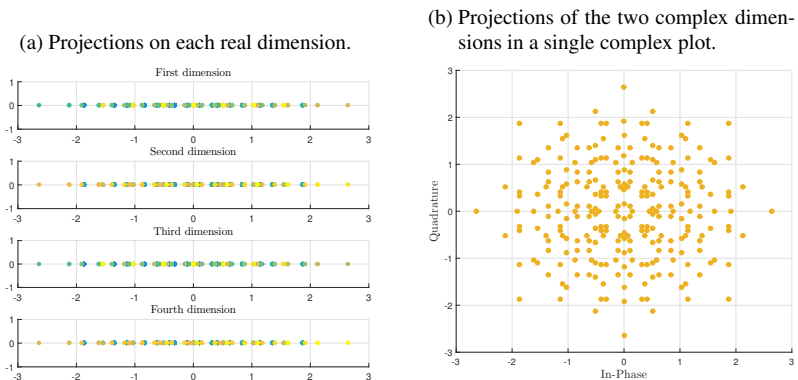 (a) Projections on each real dimension.
First dimension
1
0
-1
-3 -2 -1 0 1 2 3
Second dimension
1
0
-1
-3 -2 -1 0 1 2 3
Third dimension
1
0
-1
-3 -2 -1 0 1 2 3
Fourth dimension
1
0
-1
-3 -2 -1 0 1 2 3
(b) Projections of the two complex dimen-
sions in a single complex plot.
3
2
1
0
-1
-2
-3
Quadrature
-3 -2 -1 0 1 2 3
In-Phase